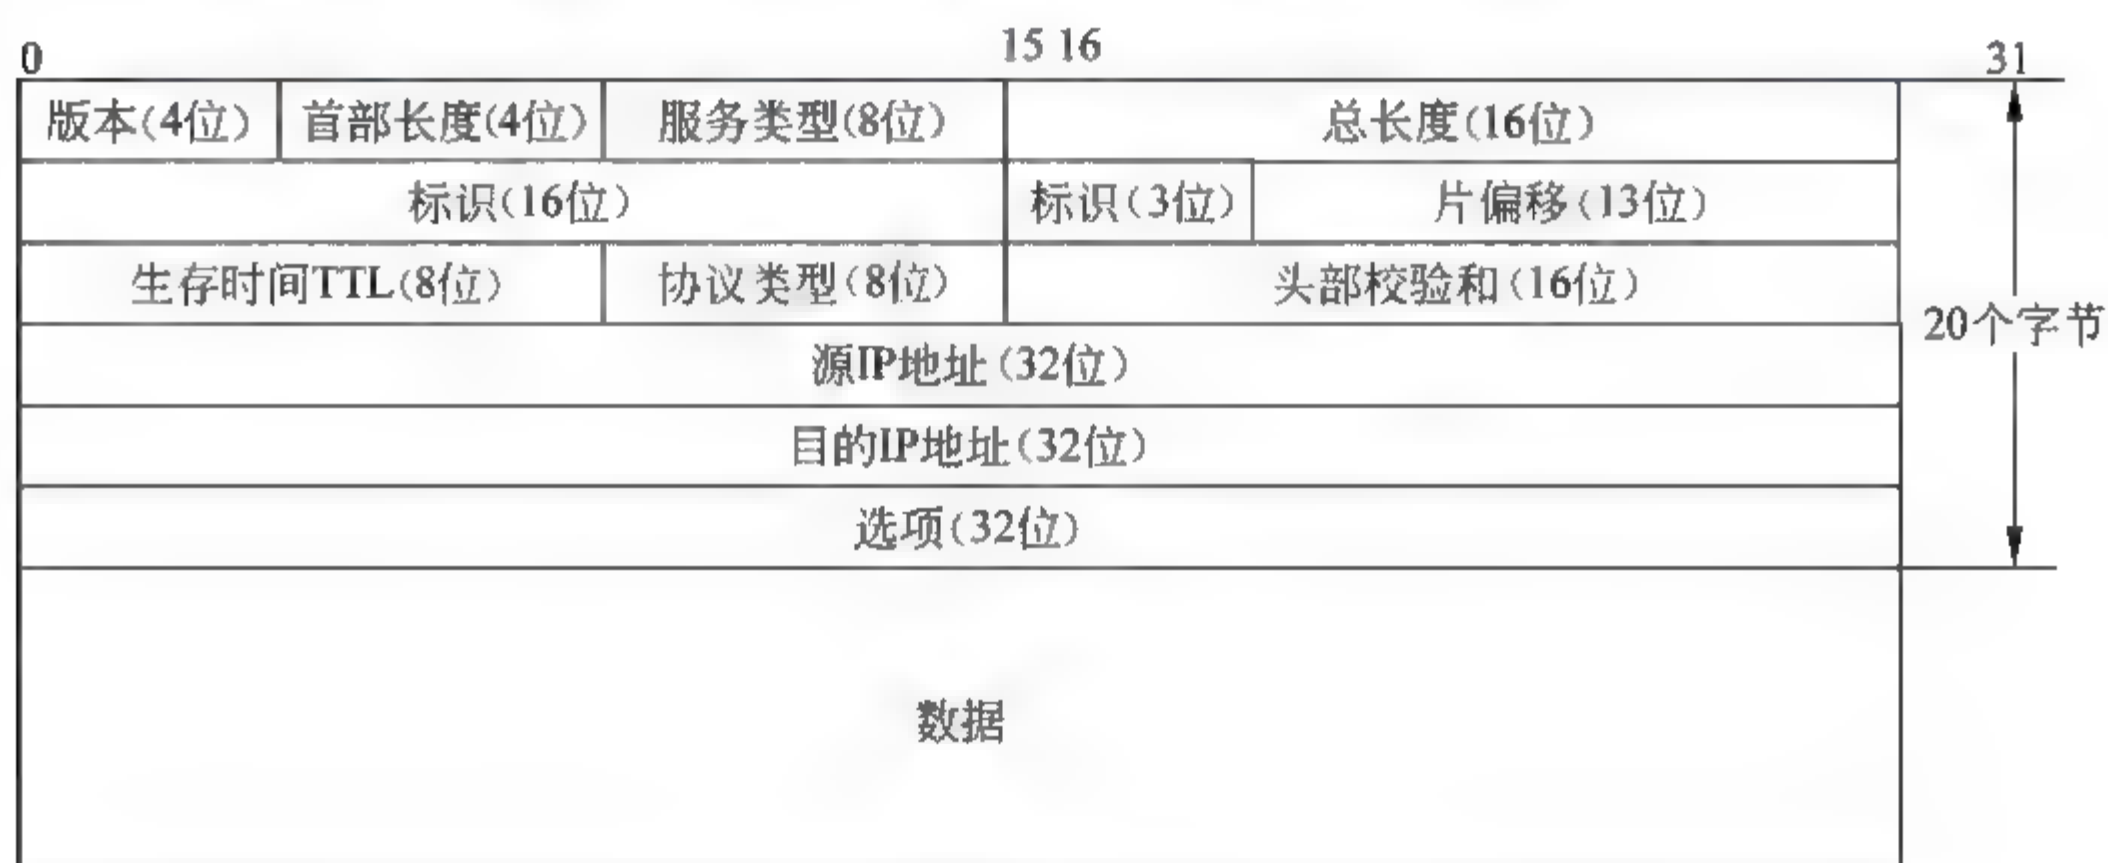 0 15 16 31
版本(4位) 首部长度(4位) 服务类型(8位) 总长度(16位)
标识(16位) 标识(3位) 片偏移(13位)
生存时间TTL(8位) 协议类型(8位) 头部校验和(16位)
20个字节
源IP地址(32位)
目的IP地址(32位)
选项(32位)
数据